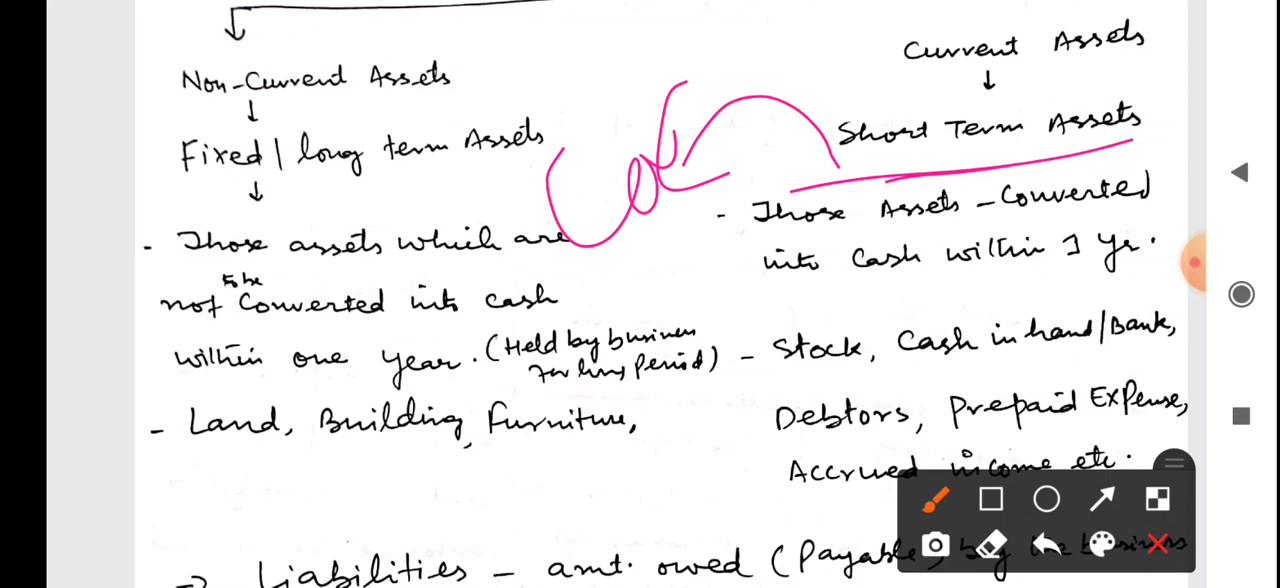 Non-Current Assets
Fixed / long term Assets
- Those assets which are
to be
not converted into cash
within one year. (Held by business
for long period)
- Land, Building, Furniture,
Current Assets
Short Term Assets
- Those Assets - Converted
into Cash within 1 yr.
- Stock, Cash in hand/Bank,
Debtors, Prepaid Expense,
Accrued income etc.
→ Liabilities - amt. owed (Payable) by the business